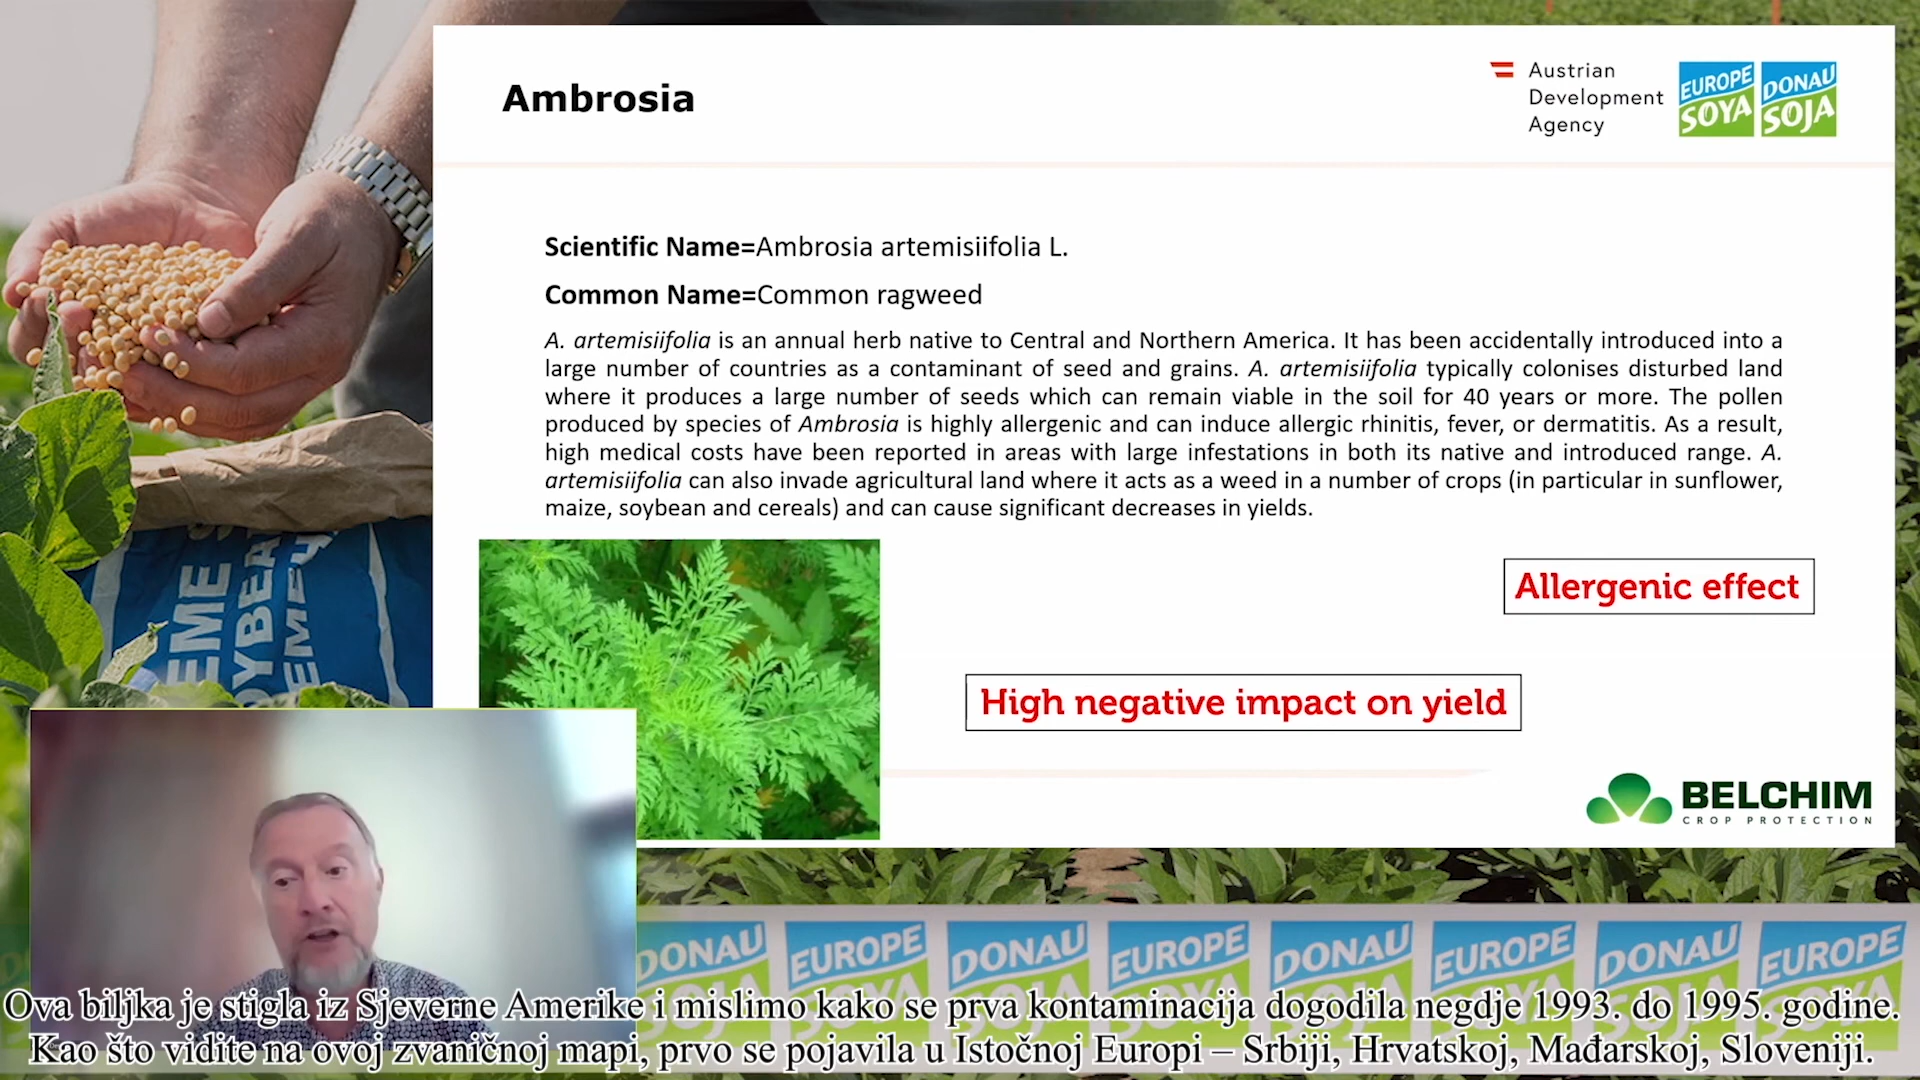 Ambrosia
Austrian
Development
Agency
EUROPE
SOYA
DONAU
SOJA
Scientific Name=Ambrosia artemisiifolia L.
Common Name=Common ragweed
A. artemisiifolia is an annual herb native to Central and Northern America. It has been accidentally introduced into a
large number of countries as a contaminant of seed and grains. A. artemisiifolia typically colonises disturbed land
where it produces a large number of seeds which can remain viable in the soil for 40 years or more. The pollen
produced by species of Ambrosia is highly allergenic and can induce allergic rhinitis, fever, or dermatitis. As a result,
high medical costs have been reported in areas with large infestations in both its native and introduced range. A.
artemisiifolia can also invade agricultural land where it acts as a weed in a number of crops (in particular in sunflower,
maize, soybean and cereals) and can cause significant decreases in yields.
Allergenic effect
High negative impact on yield
BELCHIM
CROP PROTECTION
DONAU
EUROPE
DONAU
EUROPE
DONAU
EUROPE
DONAU
EUROPE
Ova biljka je stigla iz Sjeverne Amerike i mislimo kako se prva kontaminacija dogodila negdje 1993. do 1995. godine.
Kao što vidite na ovoj zvaničnoj mapi, prvo se pojavila u Istočnoj Europi – Srbiji, Hrvatskoj, Mađarskoj, Sloveniji.